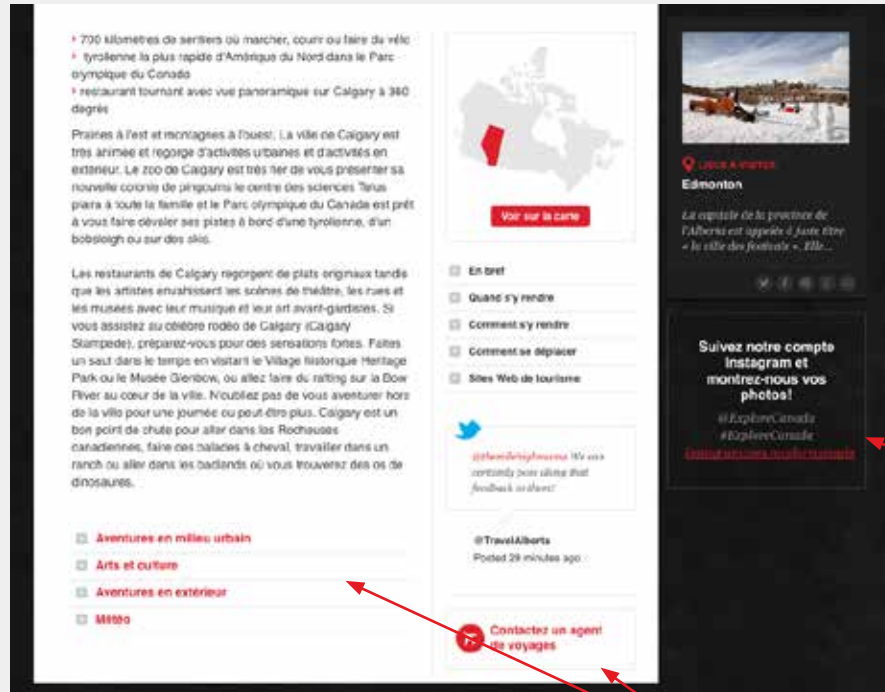 700 kilomètres de sentiers où marcher, courir ou faire du vélo
tyrolienne la plus rapide d'Amérique du Nord dans le Parc
olympique du Canada
restaurant tournant avec vue panoramique sur Calgary à 360
degrés
Prairies à l'est et montagnes à l'ouest. La ville de Calgary est
très animée et regorge d'activités urbaines et d'activités en
extérieur. Le zoo de Calgary est très fier de vous présenter sa
nouvelle colonie de pingouins le centre des sciences Telus
plaira à toute la famille et le Parc olympique du Canada est prêt
à vous faire dévaler ses pistes à bord d'une tyrolienne, d'un
bobsleigh ou sur des skis.
Les restaurants de Calgary regorgent de plats originaux tandis
que les artistes envahissent les scènes de théâtre, les rues et
les musées avec leur musique et leur art avant-gardistes. Si
vous assistez au célèbre rodéo de Calgary (Calgary
Stampede), préparez-vous pour des sensations fortes. Faites
un saut dans le temps en visitant le Village historique Heritage
Park ou le Musée Glenbow, ou allez faire du rafting sur la Bow
River au cœur de la ville. N'oubliez pas de vous aventurer hors
de la ville pour une journée ou peut être plus. Calgary est un
bon point de chute pour aller dans les Rocheuses
canadiennes, faire des balades à cheval, travailler dans un
ranch ou aller dans les badlands où vous trouverez des os de
dinosaures.
Aventures en milieu urbain
Arts et culture
Aventures en extérieur
Météo
Voir sur la carte
En bref
Quand s'y rendre
Comment s'y rendre
Comment se déplacer
Sites Web de tourisme
We can
certainly pass along that
feedback to them!
@TravelAlberta
Posted 29 minutes ago
Contactez un agent
de voyages
LIEUX À VISITER
Edmonton
La capitale de la province de
l'Alberta est appelée à juste titre
« la ville des festivals ». Elle...
Suivez notre compte
Instagram et
montrez-nous vos
photos!
@ExploreCanada
#ExploreCanada